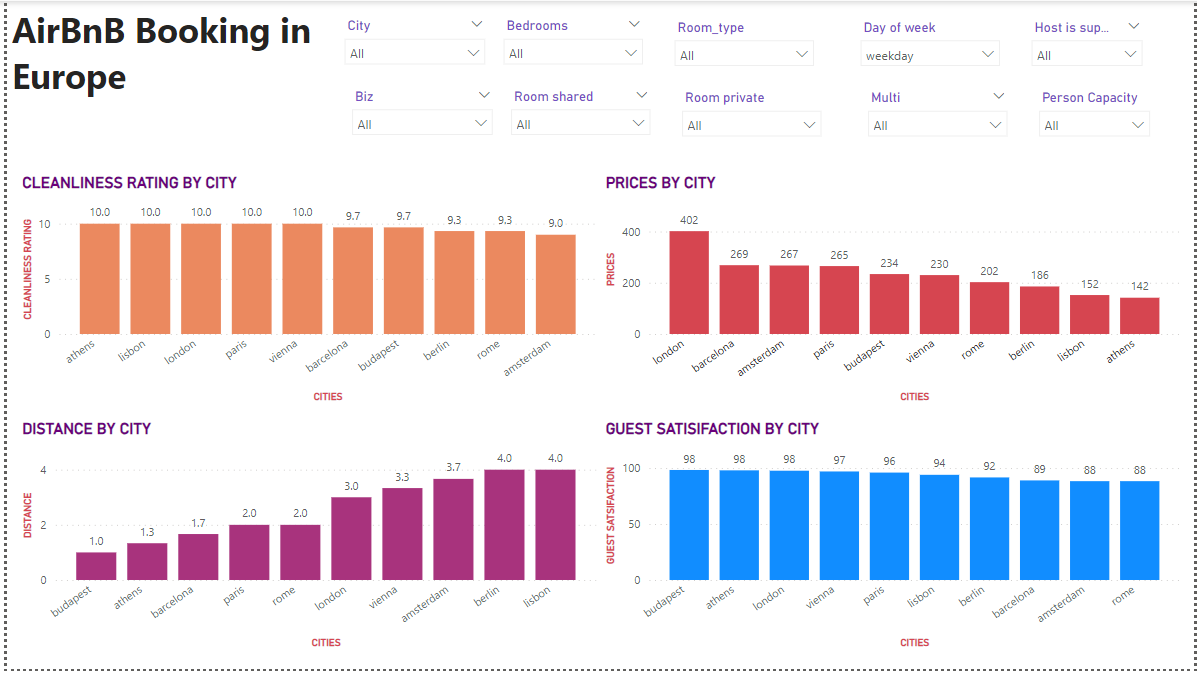 AirBnB Booking in
Europe
City
All
Bedrooms
All
Room_type
All
Day of week
weekday
Host is sup...
All
Biz
All
Room shared
All
Room private
All
Multi
All
Person Capacity
All
CLEANLINESS RATING BY CITY
CLEANLINESS RATING
10
5
0
10.0 10.0 10.0 10.0 10.0 9.7 9.7 9.3 9.3 9.0
athens lisbon london paris vienna barcelona budapest berlin rome amsterdam
CITIES
PRICES BY CITY
PRICES
400
200
0
402 269 267 265 234 230 202 186 152 142
london barcelona amsterdam paris budapest vienna rome berlin lisbon athens
CITIES
DISTANCE BY CITY
DISTANCE
4
2
0
1.0 1.3 1.7 2.0 2.0 3.0 3.3 3.7 4.0 4.0
budapest athens barcelona paris rome london vienna amsterdam berlin lisbon
CITIES
GUEST SATISIFACTION BY CITY
GUEST SATSIFACTION
100
50
0
98 98 98 97 96 94 92 89 88 88
budapest athens london vienna paris lisbon berlin barcelona amsterdam rome
CITIES